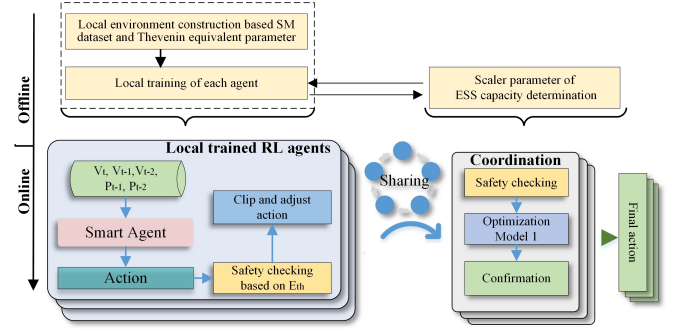 Offline
Online
Local environment construction based SM
dataset and Thevenin equivalent parameter
Local training of each agent
Scaler parameter of
ESS capacity determination
Local trained RL agents
Vt, Vt-1,Vt-2,
Pt-1, Pt-2
Smart Agent
Action
Clip and adjust
action
Safety checking
based on Eth
Sharing
Coordination
Safety checking
Optimization
Model 1
Confirmation
Final action